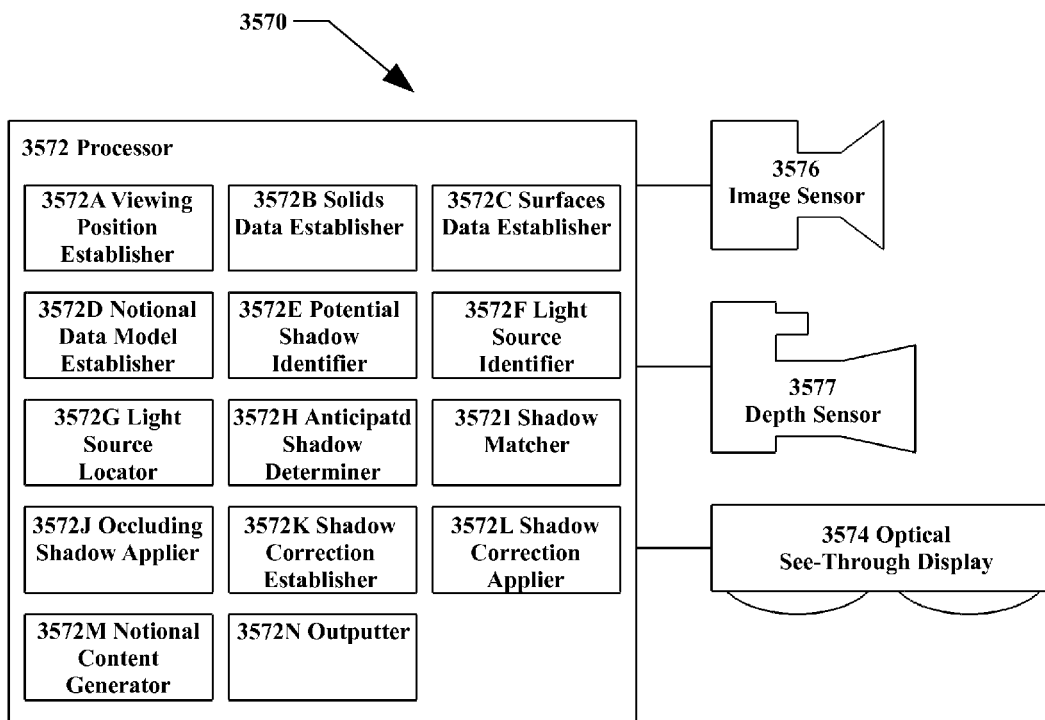 3570
3572 Processor
3572A Viewing
Position
Establisher
3572B Solids
Data Establisher
3572C Surfaces
Data Establisher
3572D Notional
Data Model
Establisher
3572E Potential
Shadow
Identifier
3572F Light
Source
Identifier
3572G Light
Source
Locator
3572H Anticipatd
Shadow
Determiner
3572I Shadow
Matcher
3572J Occluding
Shadow Applier
3572K Shadow
Correction
Establisher
3572L Shadow
Correction
Applier
3572M Notional
Content
Generator
3572N Outputter
3576
Image Sensor
3577
Depth Sensor
3574 Optical
See-Through Display